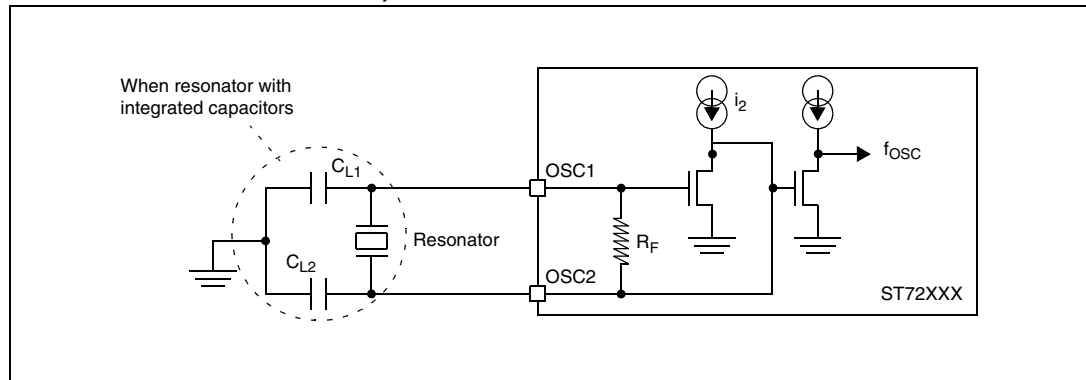 When resonator with
integrated capacitors
i2
fOSC
CL1
OSC1
Resonator
RF
CL2
OSC2
ST72XXX